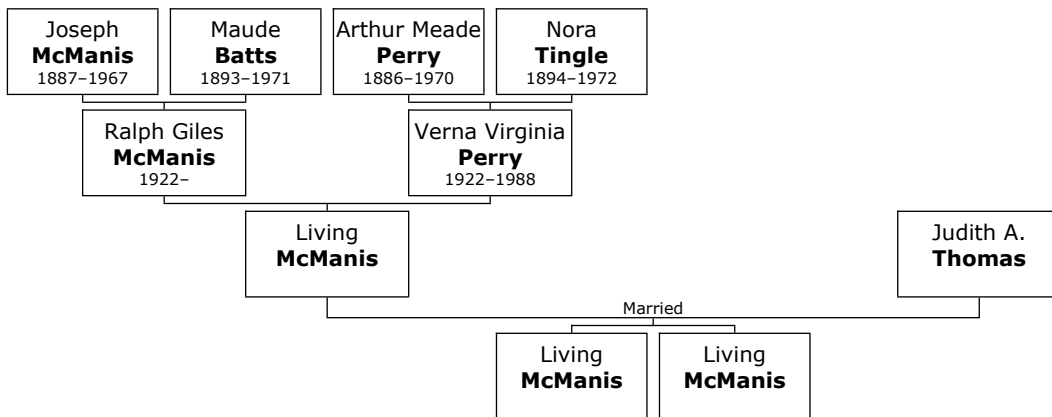 Joseph
McManis
1887–1967
Maude
Batts
1893–1971
Arthur Meade
Perry
1886–1970
Nora
Tingle
1894–1972
Ralph Giles
McManis
1922–
Verna Virginia
Perry
1922–1988
Living
McManis
Judith A.
Thomas
Married
Living
McManis
Living
McManis